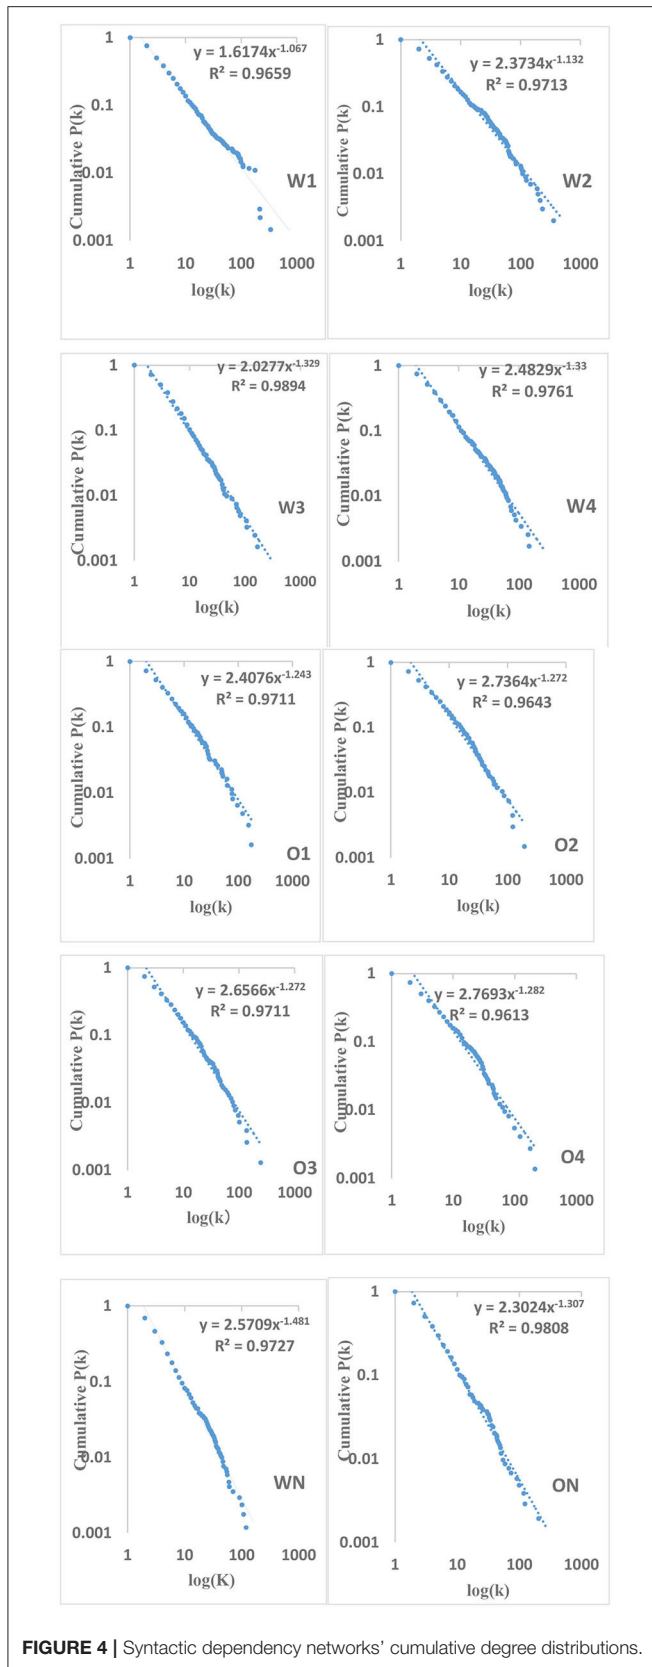 1
0.1
0.01
0.001
Cumulative P(k)
y = 1.6174x^-1.067
R² = 0.9659
W1
1 10 100 1000
log(k)
1
0.1
0.01
0.001
Cumulative P(k)
y = 2.3734x^-1.132
R² = 0.9713
W2
1 10 100 1000
log(k)
1
0.1
0.01
0.001
Cumulative P(k)
y = 2.0277x^-1.329
R² = 0.9894
W3
1 10 100 1000
log(k)
1
0.1
0.01
0.001
Cumulative P(k)
y = 2.4829x^-1.33
R² = 0.9761
W4
1 10 100 1000
log(k)
1
0.1
0.01
0.001
Cumulative P(k)
y = 2.4076x^-1.243
R² = 0.9711
O1
1 10 100 1000
log(k)
1
0.1
0.01
0.001
Cumulative P(k)
y = 2.7364x^-1.272
R² = 0.9643
O2
1 10 100 1000
log(k)
1
0.1
0.01
0.001
Cumulative P(k)
y = 2.6566x^-1.272
R² = 0.9711
O3
1 10 100 1000
log(k)
1
0.1
0.01
0.001
Cumulative P(k)
y = 2.7693x^-1.282
R² = 0.9613
O4
1 10 100 1000
log(k)
1
0.1
0.01
0.001
Cumulative P(k)
y = 2.5709x^-1.481
R² = 0.9727
WN
1 10 100 1000
log(K)
1
0.1
0.01
0.001
Cumulative P(k)
y = 2.3024x^-1.307
R² = 0.9808
ON
1 10 100 1000
log(k)
FIGURE 4 | Syntactic dependency networks' cumulative degree distributions.